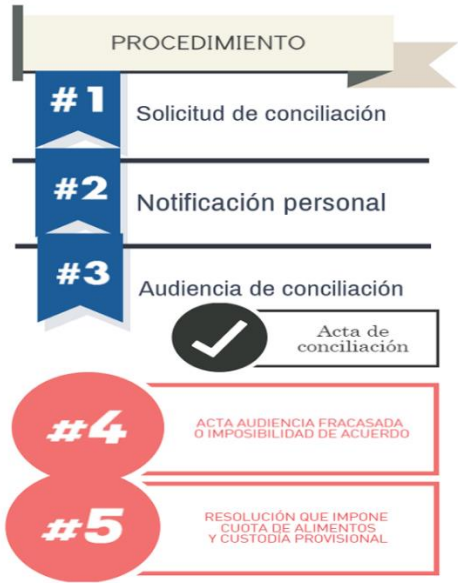 PROCEDIMIENTO
#1
Solicitud de conciliación
#2
Notificación personal
#3
Audiencia de conciliación
Acta de
conciliación
#4
ACTA AUDIENCIA FRACASADA
O IMPOSIBILIDAD DE ACUERDO
#5
RESOLUCIÓN QUE IMPONE
CUOTA DE ALIMENTOS
Y CUSTODÍA PROVISIONAL